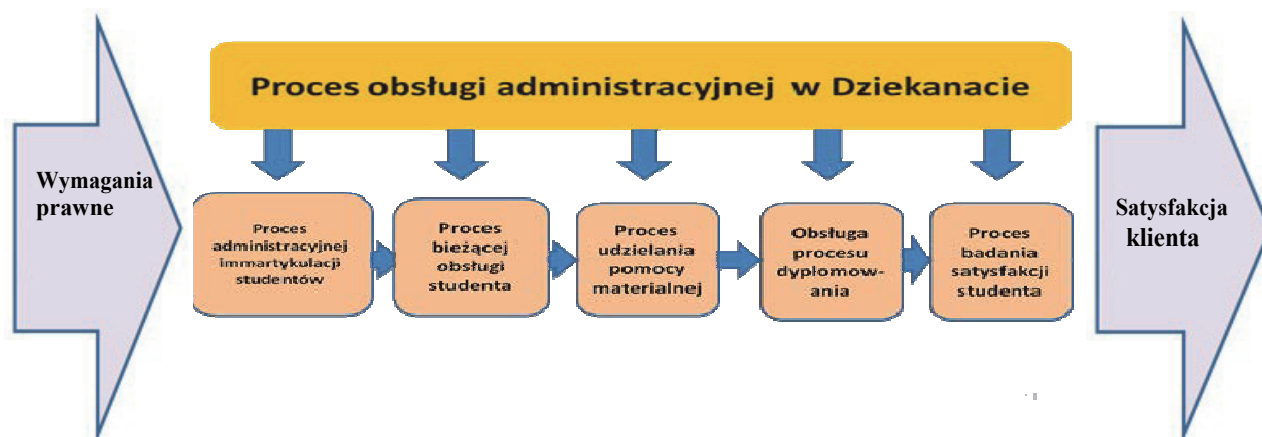 Proces obsługi administracyjnej w Dziekanacie
Wymagania
prawne
Proces
administracyjnej
immartykulacji
studentów
Proces
bieżącej
obsługi
studenta
Proces
udzielania
pomocy
materialnej
Obsługa
procesu
dyplomow-
ania
Proces
badania
satysfakcji
studenta
Satysfakcja
klienta